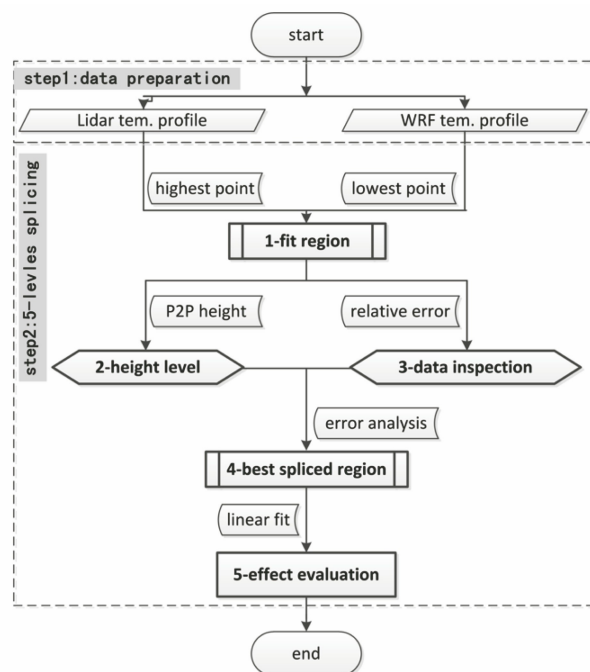 start
step1:data preparation
Lidar tem. profile
WRF tem. profile
step2:5-levles splicing
highest point
lowest point
1-fit region
P2P height
relative error
2-height level
3-data inspection
error analysis
4-best spliced region
linear fit
5-effect evaluation
end